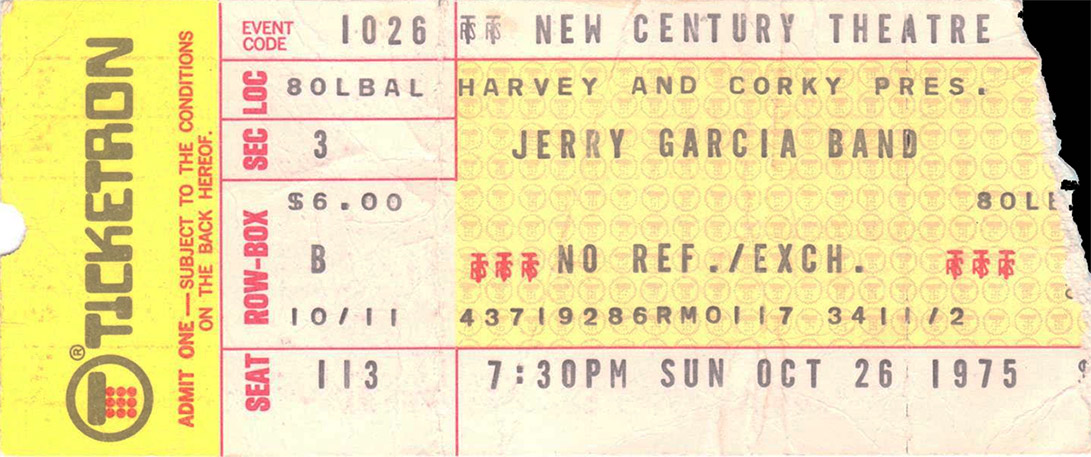 ® TICKETRON
ADMIT ONE — SUBJECT TO THE CONDITIONS
ON THE BACK HEREOF.
EVENT CODE 1026
LOC 8OLBAL
SEC 3
$6.00
ROW-BOX B
10/11
SEAT 113
NEW CENTURY THEATRE
HARVEY AND CORKY PRES.
JERRY GARCIA BAND
8OLB
NO REF./EXCH.
43719286RM0117 3411/2
7:30PM SUN OCT 26 1975